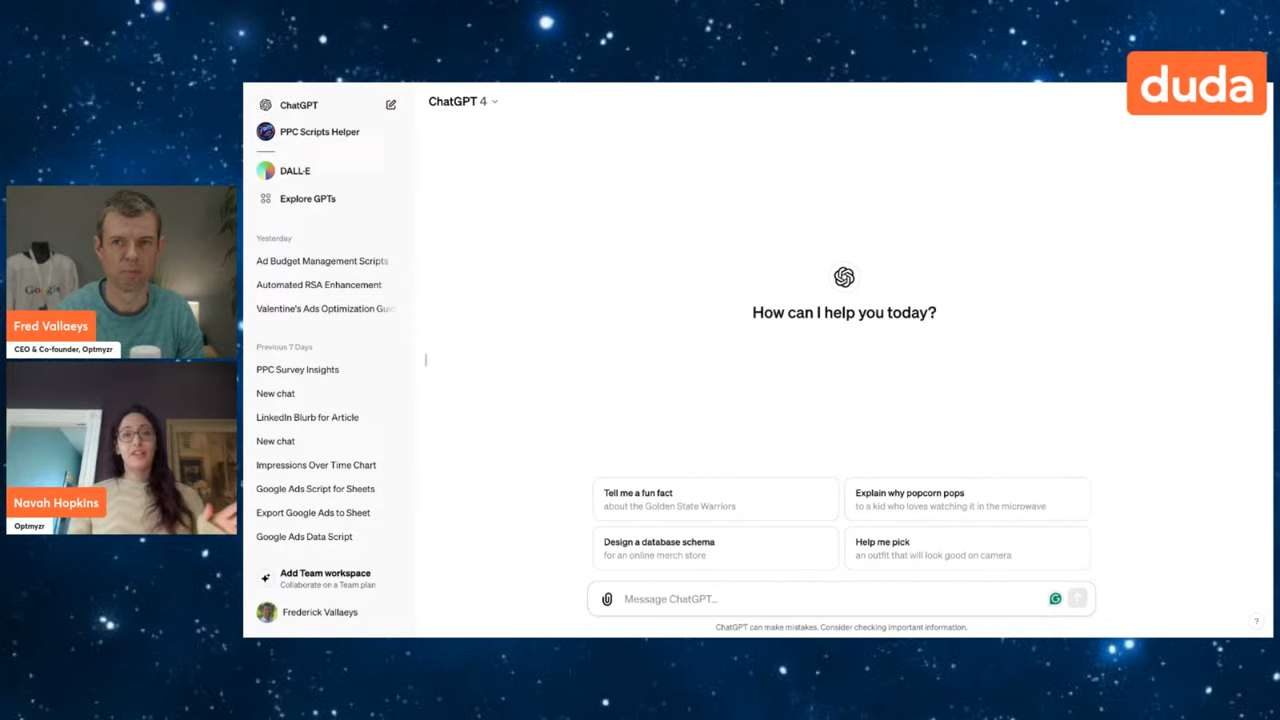 duda
ChatGPT
PPC Scripts Helper
DALL·E
Explore GPTs
Yesterday
Ad Budget Management Scripts
Automated RSA Enhancement
Valentine's Ads Optimization Gui
Previous 7 Days
PPC Survey Insights
New chat
LinkedIn Blurb for Article
New chat
Impressions Over Time Chart
Google Ads Script for Sheets
Export Google Ads to Sheet
Google Ads Data Script
Add Team workspace
Collaborate on a Team plan
Frederick Vallaeys
ChatGPT 4
How can I help you today?
Tell me a fun fact
about the Golden State Warriors
Explain why popcorn pops
to a kid who loves watching it in the microwave
Design a database schema
for an online merch store
Help me pick
an outfit that will look good on camera
Message ChatGPT...
ChatGPT can make mistakes. Consider checking important information.
?
Google
Fred Vallaeys
CEO & Co-founder, Optmyzr
Navah Hopkins
Optmyzr